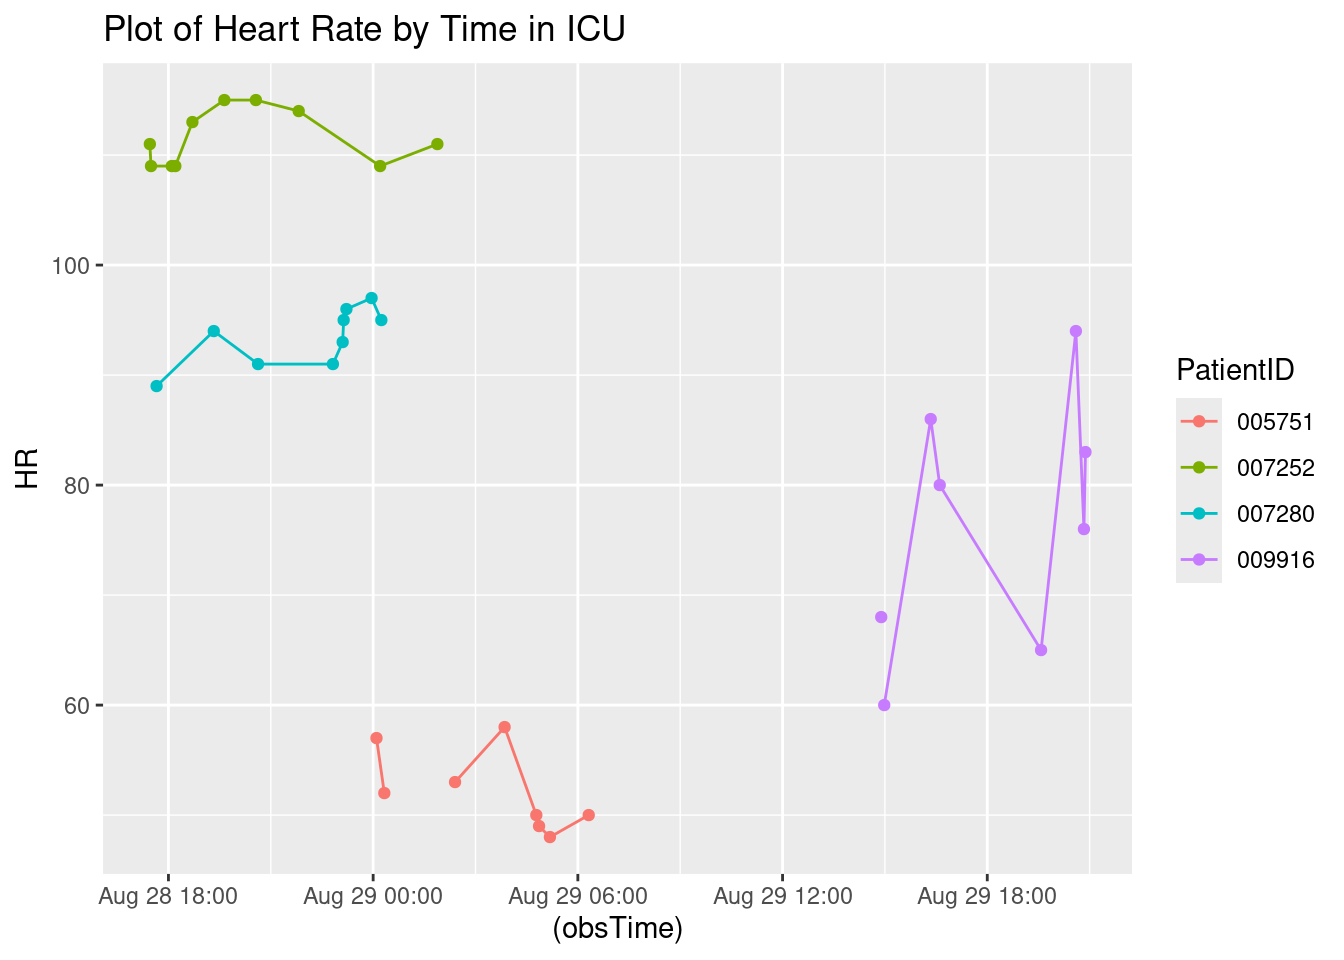 Plot of Heart Rate by Time in ICU
100
80
60
HR
Aug 28 18:00 Aug 29 00:00 Aug 29 06:00 Aug 29 12:00 Aug 29 18:00
(obsTime)
PatientID
005751
007252
007280
009916